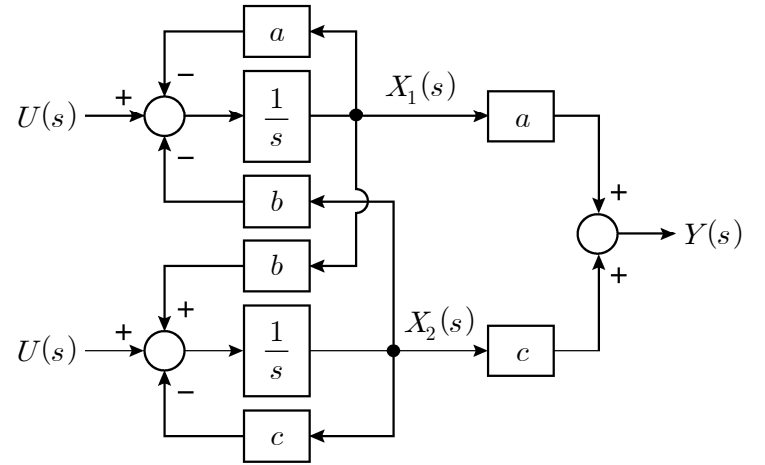 a
−
+
U(s)
1
s
X₁(s)
a
−
b
+
Y(s)
b
+
+
+
U(s)
1
s
X₂(s)
c
−
c